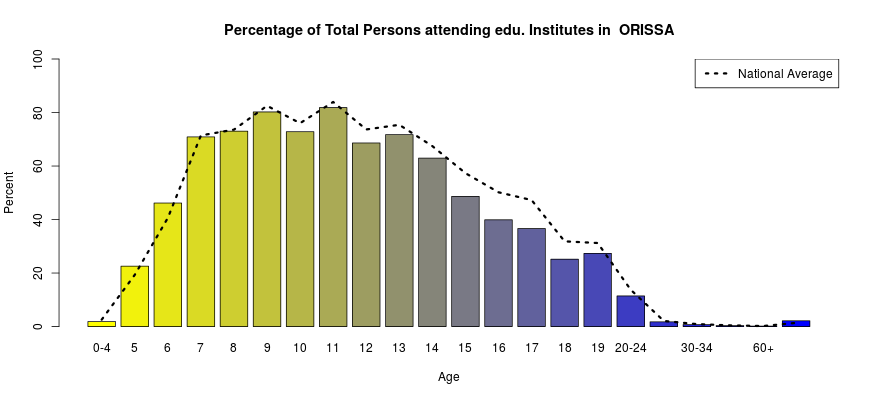 Percentage of Total Persons attending edu. Institutes in ORISSA
National Average
Percent
100
80
60
40
20
0
0-4 5 6 7 8 9 10 11 12 13 14 15 16 17 18 19 20-24 30-34 60+
Age